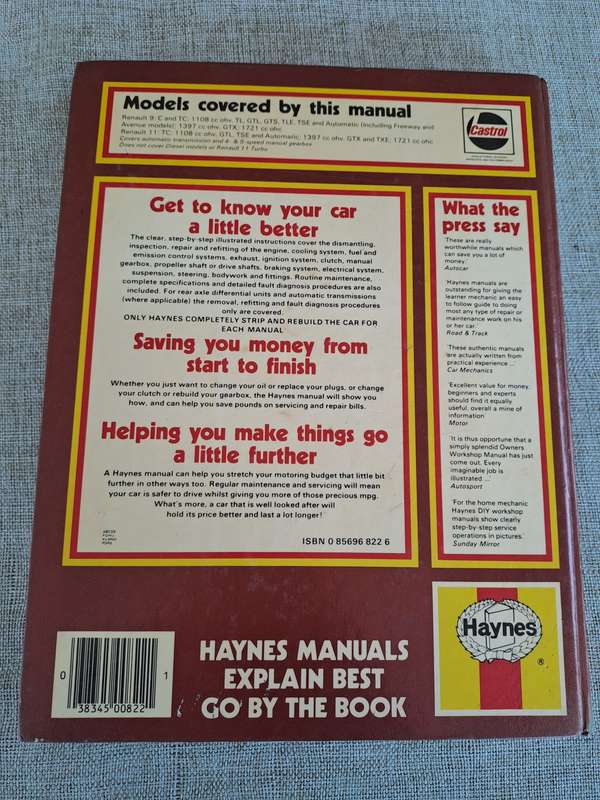 Models covered by this manual
Renault 9: C and TC; 1108 cc ohv, TL, GTL, GTS, TLE, TSE and Automatic (including Freeway and
Avenue models); 1397 cc ohv, GTX; 1721 cc ohc
Renault 11: TC; 1108 cc ohv, GTL, TSE and Automatic; 1397 cc ohv, GTX and TXE; 1721 cc ohc
Covers automatic transmission and 4- & 5-speed manual gearbox
Does not cover Diesel models or Renault 11 Turbo
Castrol
Get to know your car
a little better
The clear, step-by-step illustrated instructions cover the dismantling,
inspection, repair and refitting of the engine, cooling system, fuel and
emission control systems, exhaust, ignition system, clutch, manual
gearbox, propeller shaft or drive shafts, braking system, electrical system,
suspension, steering, bodywork and fittings. Routine maintenance,
complete specifications and detailed fault diagnosis procedures are also
included. For rear axle differential units and automatic transmissions
(where applicable) the removal, refitting and fault diagnosis procedures
only are covered.
ONLY HAYNES COMPLETELY STRIP AND REBUILD THE CAR FOR
EACH MANUAL
Saving you money from
start to finish
Whether you just want to change your oil or replace your plugs, or change
your clutch or rebuild your gearbox, the Haynes manual will show you
how, and can help you save pounds on servicing and repair bills.
Helping you make things go
a little further
A Haynes manual can help you stretch your motoring budget that little bit
further in other ways too. Regular maintenance and servicing will mean
your car is safer to drive whilst giving you more of those precious mpg.
What's more, a car that is well looked after will
hold its price better and last a lot longer!
ABCDE
ISBN 0 85696 822 6
What the
press say
'These are really
worthwhile manuals which
can save you a lot of
money.'
Autocar
'Haynes manuals are
outstanding for giving the
learner mechanic an easy
to follow guide to doing
most any type of repair or
maintenance work on his
or her car.'
Road & Track
'These authentic manuals
are actually written from
practical experience ...'
Car Mechanics
'Excellent value for money,
beginners and experts
should find it equally
useful, overall a mine of
information'
Motor
'It is thus opportune that a
simply splendid Owners
Workshop Manual has just
come out. Every
imaginable job is
illustrated ...'
Autosport
'For the home mechanic
Haynes DIY workshop
manuals show clearly
step-by-step service
operations in pictures.'
Sunday Mirror
0 38345 00822 1
HAYNES MANUALS
EXPLAIN BEST
GO BY THE BOOK
Haynes
®